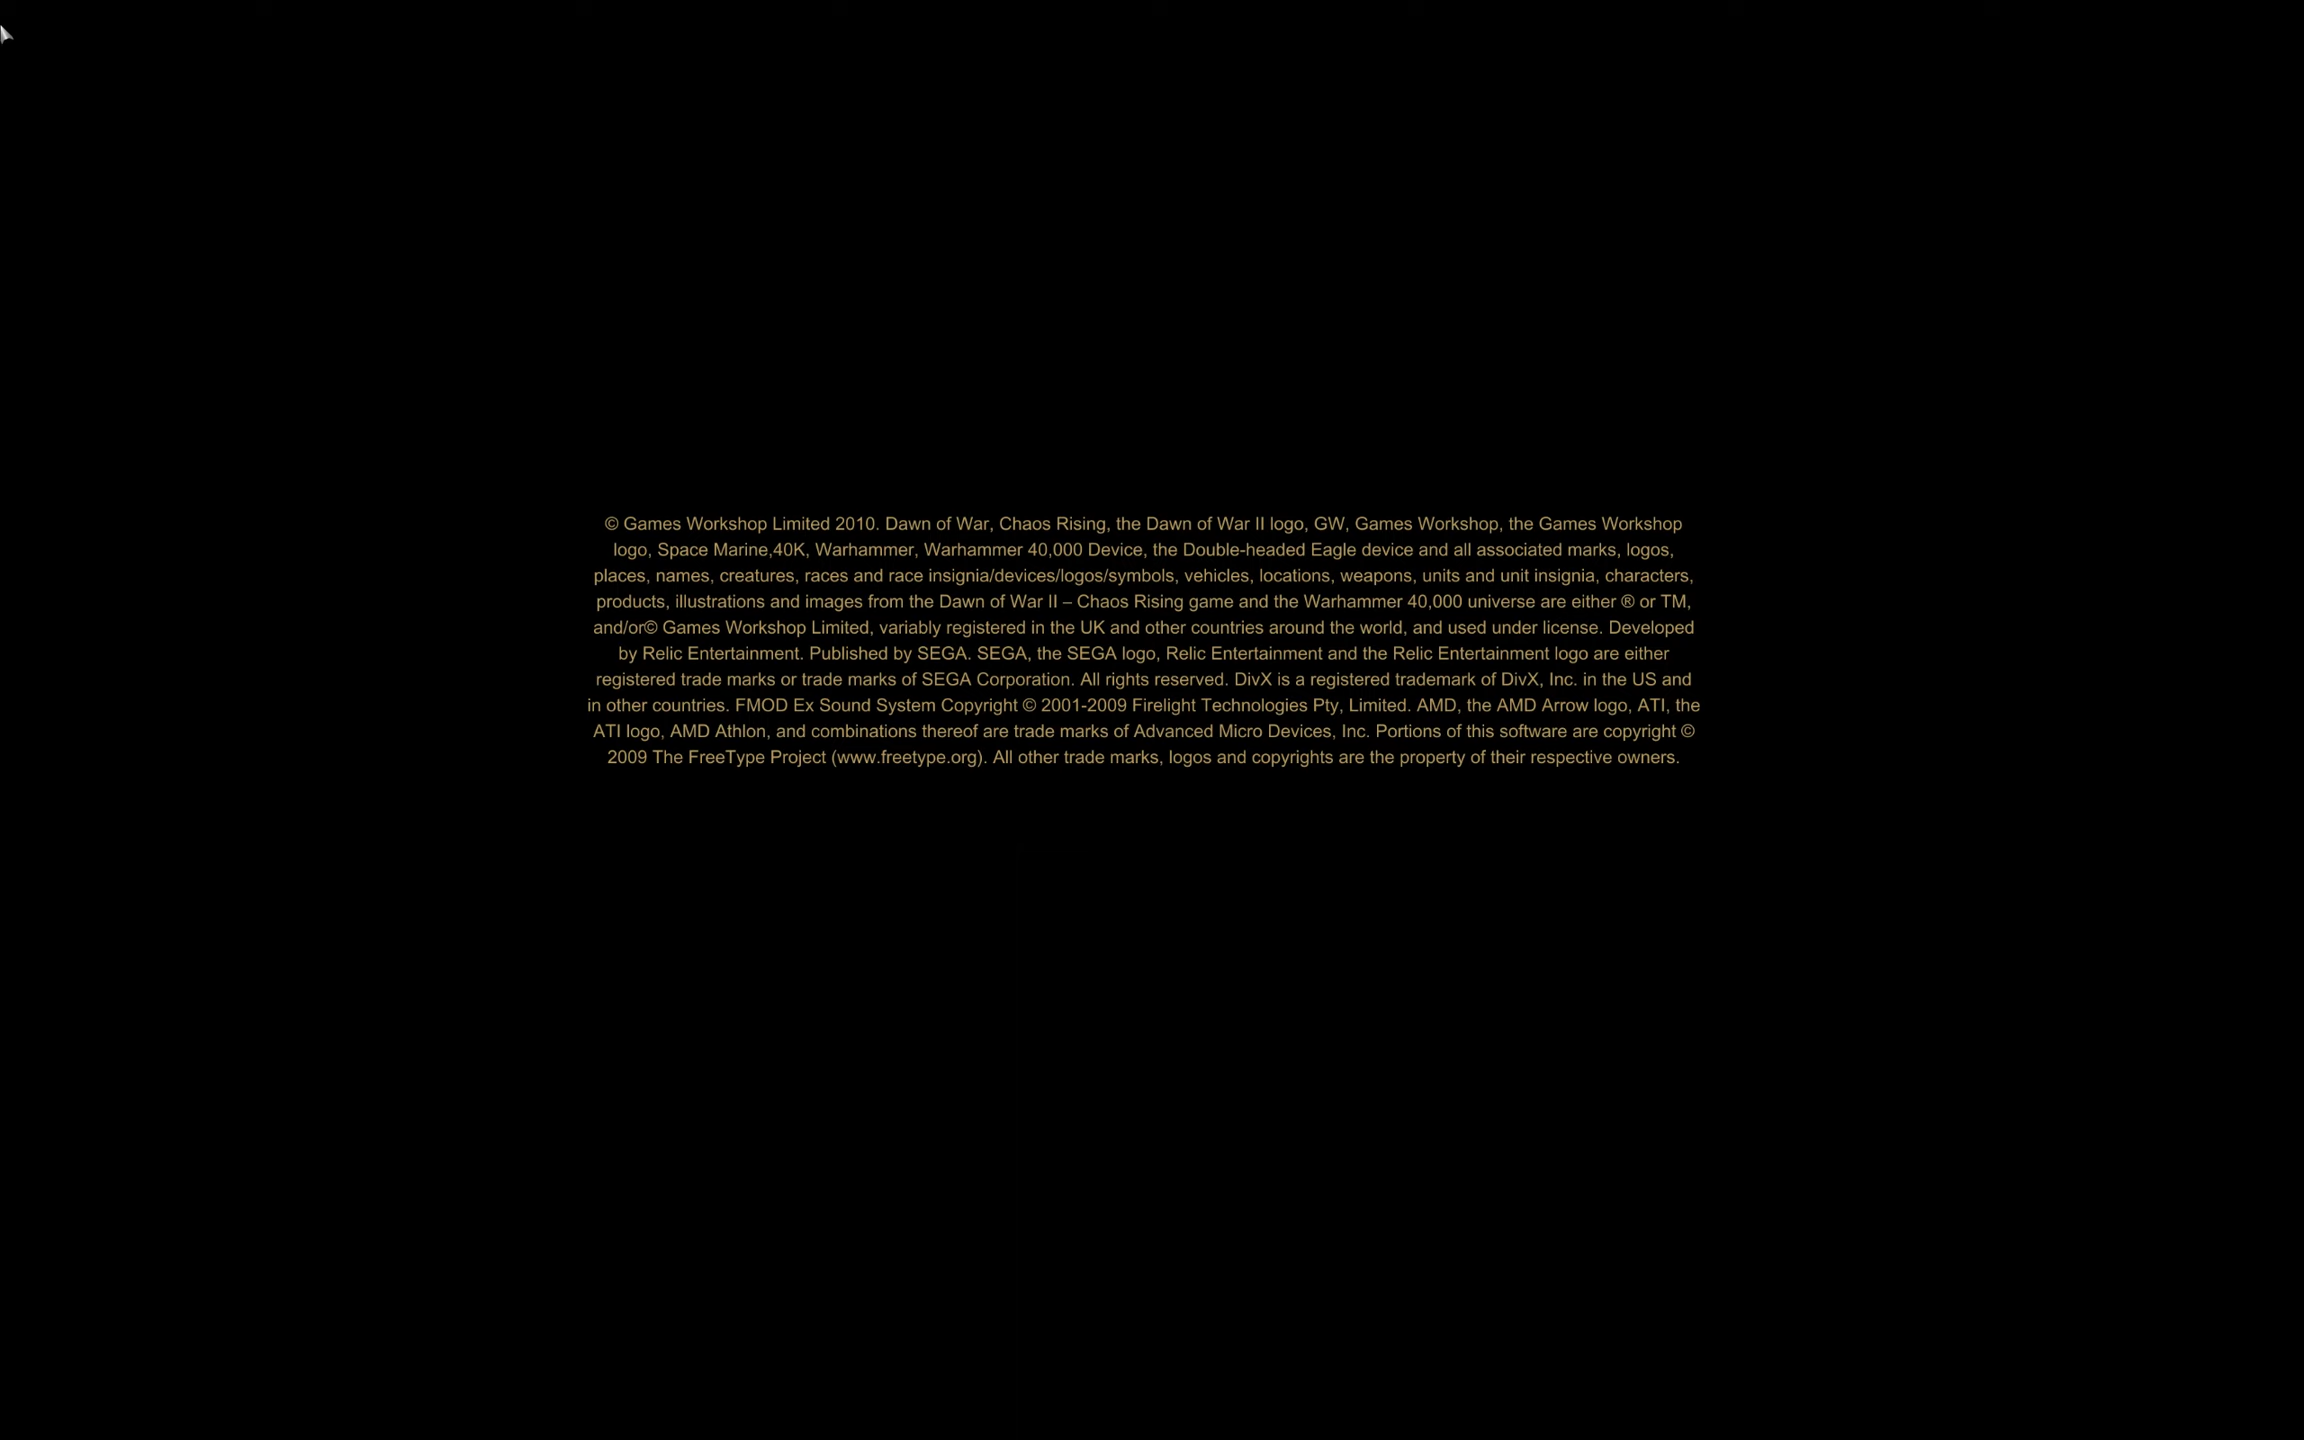 © Games Workshop Limited 2010. Dawn of War, Chaos Rising, the Dawn of War II logo, GW, Games Workshop, the Games Workshop
logo, Space Marine,40K, Warhammer, Warhammer 40,000 Device, the Double-headed Eagle device and all associated marks, logos,
places, names, creatures, races and race insignia/devices/logos/symbols, vehicles, locations, weapons, units and unit insignia, characters,
products, illustrations and images from the Dawn of War II – Chaos Rising game and the Warhammer 40,000 universe are either ® or TM,
and/or© Games Workshop Limited, variably registered in the UK and other countries around the world, and used under license. Developed
by Relic Entertainment. Published by SEGA. SEGA, the SEGA logo, Relic Entertainment and the Relic Entertainment logo are either
registered trade marks or trade marks of SEGA Corporation. All rights reserved. DivX is a registered trademark of DivX, Inc. in the US and
in other countries. FMOD Ex Sound System Copyright © 2001-2009 Firelight Technologies Pty, Limited. AMD, the AMD Arrow logo, ATI, the
ATI logo, AMD Athlon, and combinations thereof are trade marks of Advanced Micro Devices, Inc. Portions of this software are copyright ©
2009 The FreeType Project (www.freetype.org). All other trade marks, logos and copyrights are the property of their respective owners.